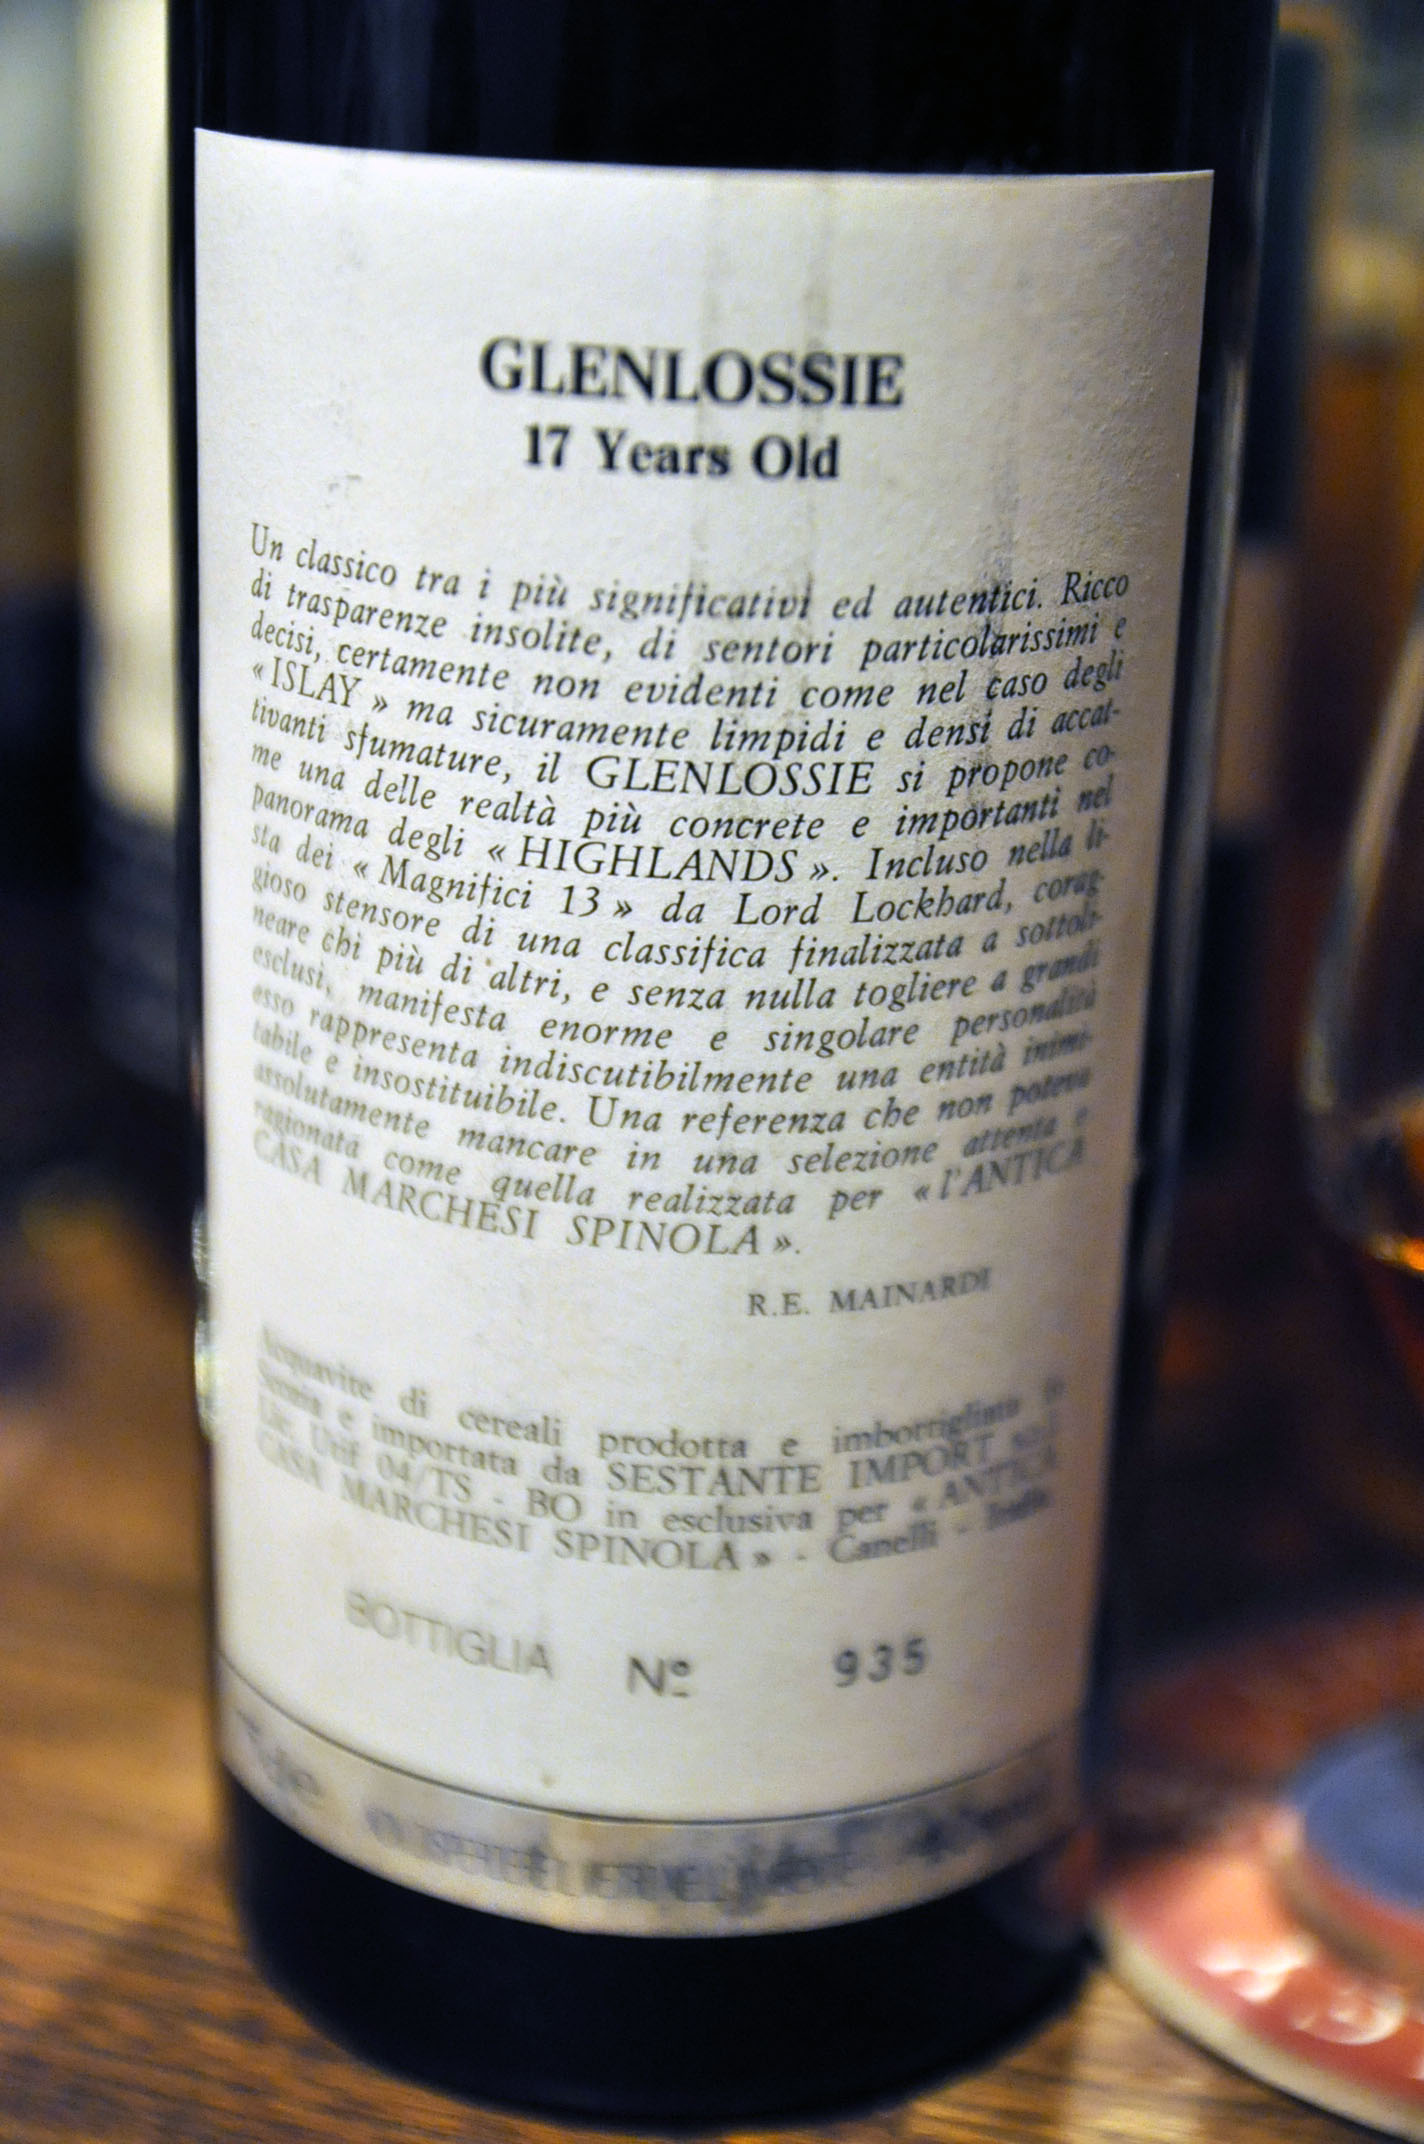 GLENLOSSIE
17 Years Old
Un classico tra i più significativi ed autentici. Ricco
di trasparenze insolite, di sentori particolarissimi e
decisi, certamente non evidenti come nel caso degli
« ISLAY » ma sicuramente limpidi e densi di accat-
tivanti sfumature, il GLENLOSSIE si propone co-
me una delle realtà più concrete e importanti nel
panorama degli « HIGHLANDS ». Incluso nella li-
sta dei « Magnifici 13 » da Lord Lockhard, corag-
gioso stensore di una classifica finalizzata a sottoli-
neare chi più di altri, e senza nulla togliere a grandi
esclusi, manifesta enorme e singolare personalità
esso rappresenta indiscutibilmente una entità inimi-
tabile e insostituibile. Una referenza che non poteva
assolutamente mancare in una selezione attenta e
ragionata come quella realizzata per « l'ANTICA
CASA MARCHESI SPINOLA ».
R.E. MAINARDI
Acquavite di cereali prodotta e imbottigliata in
Scozia e importata da SESTANTE IMPORT
Lic. Utif 04/TS - BO in esclusiva per « ANTICA
CASA MARCHESI SPINOLA » - Canelli - Italia
BOTTIGLIA Nº 935